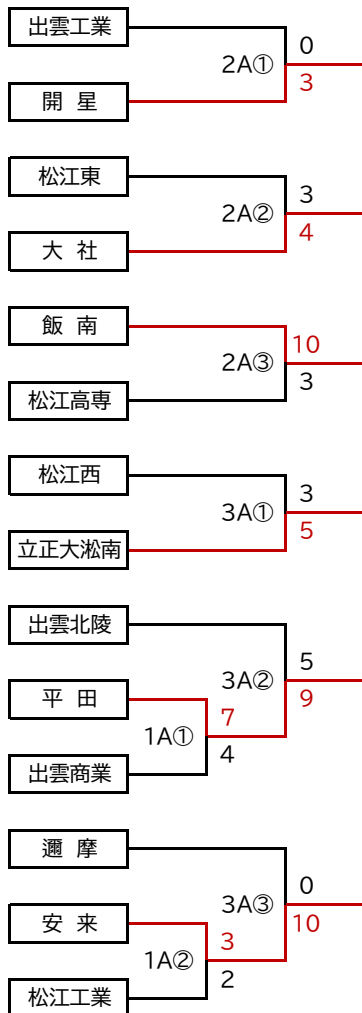 出雲工業
0
2A①
3
開 星
松江東
3
2A②
4
大 社
飯 南
10
2A③
3
松江高専
松江西
3
3A①
5
立正大淞南
出雲北陵
5
3A②
9
平 田
7
1A①
4
出雲商業
邇 摩
0
3A③
10
安 来
3
1A②
2
松江工業